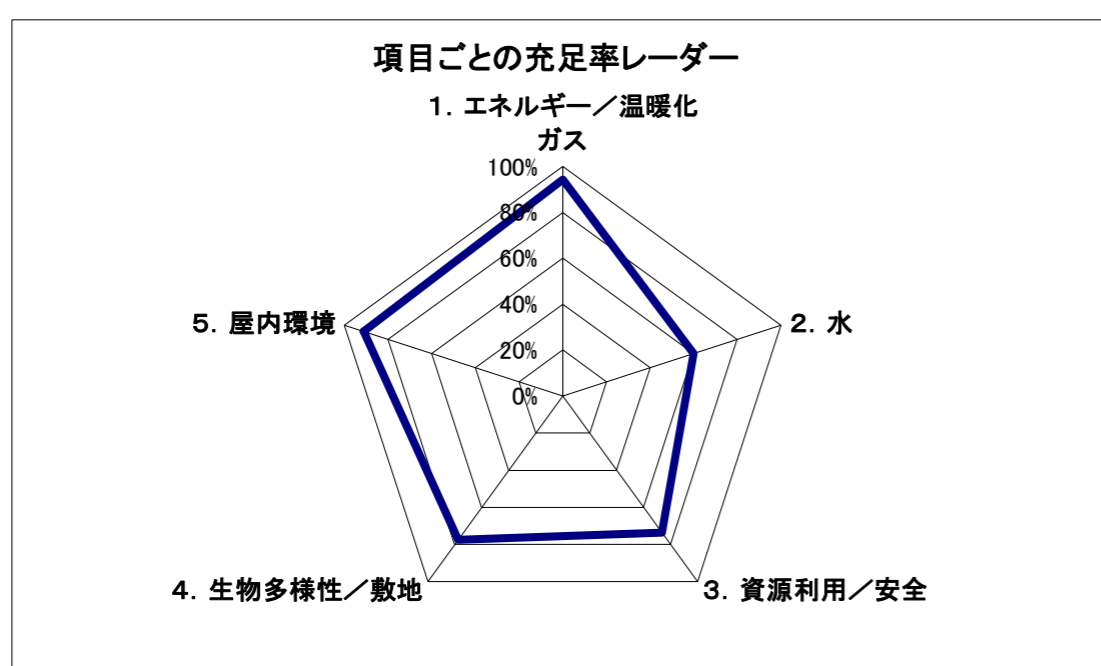 項目ごとの充足率レーダー
1. エネルギー／温暖化
ガス
100%
80%
60%
40%
20%
0%
2. 水
3. 資源利用／安全
4. 生物多様性／敷地
5. 屋内環境